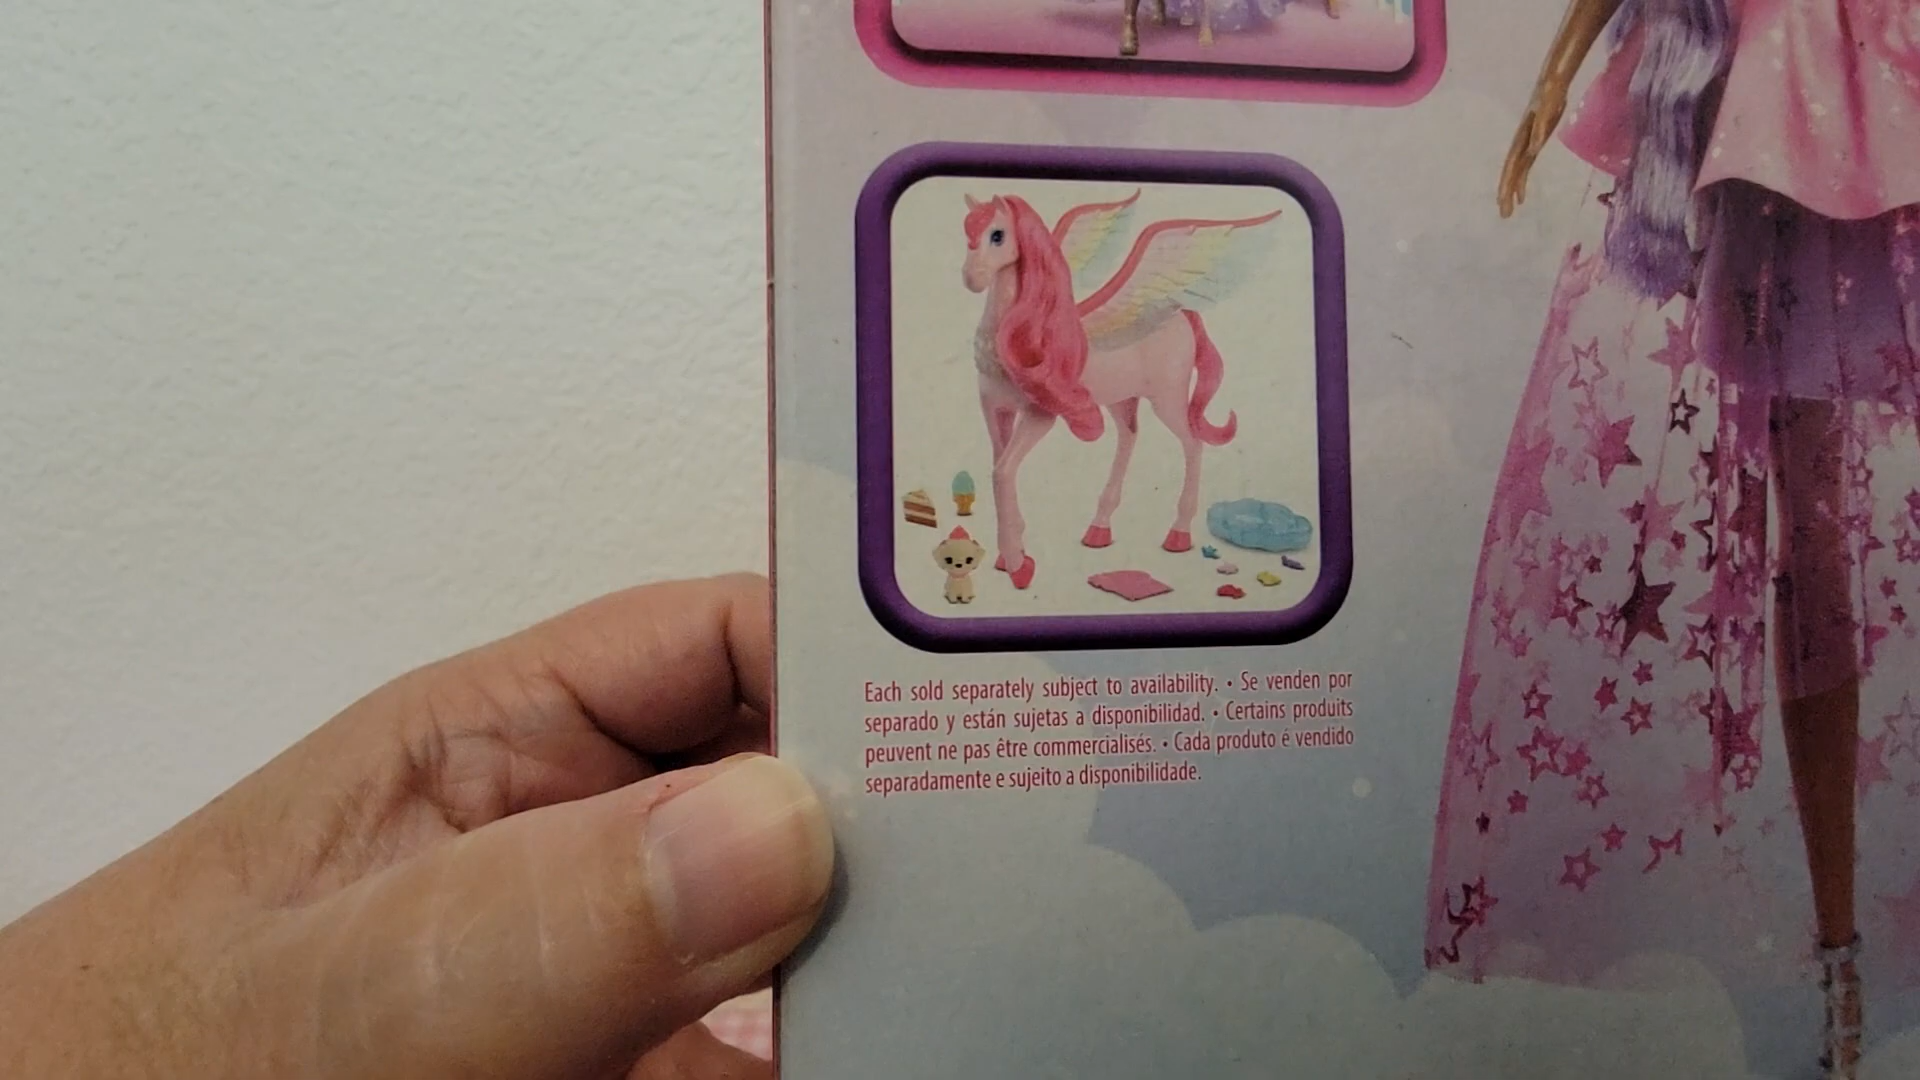 Each sold separately subject to availability. • Se venden por
separado y están sujetas a disponibilidad. • Certains produits
peuvent ne pas être commercialisés. • Cada produto é vendido
separadamente e sujeito a disponibilidade.